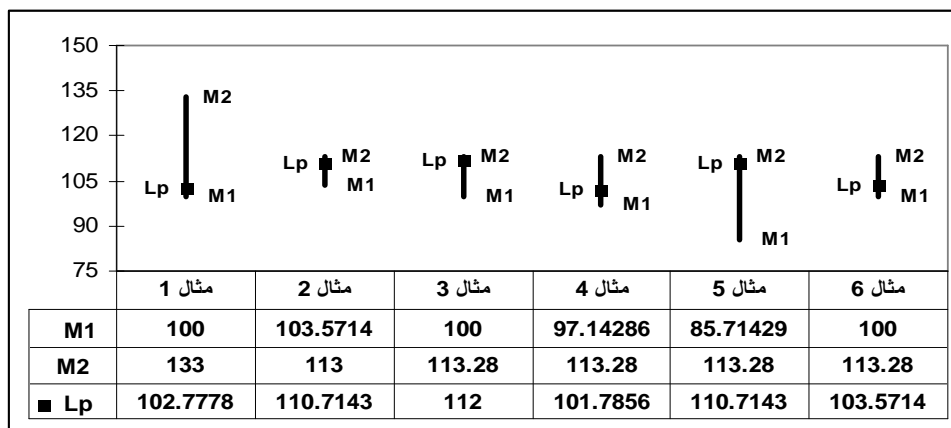 150
135
120
105
90
75
M2
Lp M1
Lp M2
M1
Lp M2
M1
M2
Lp M1
Lp M2
M1
M2
Lp M1
مثال 1 مثال 2 مثال 3 مثال 4 مثال 5 مثال 6
M1 100 103.5714 100 97.14286 85.71429 100
M2 133 113 113.28 113.28 113.28 113.28
Lp 102.7778 110.7143 112 101.7856 110.7143 103.5714